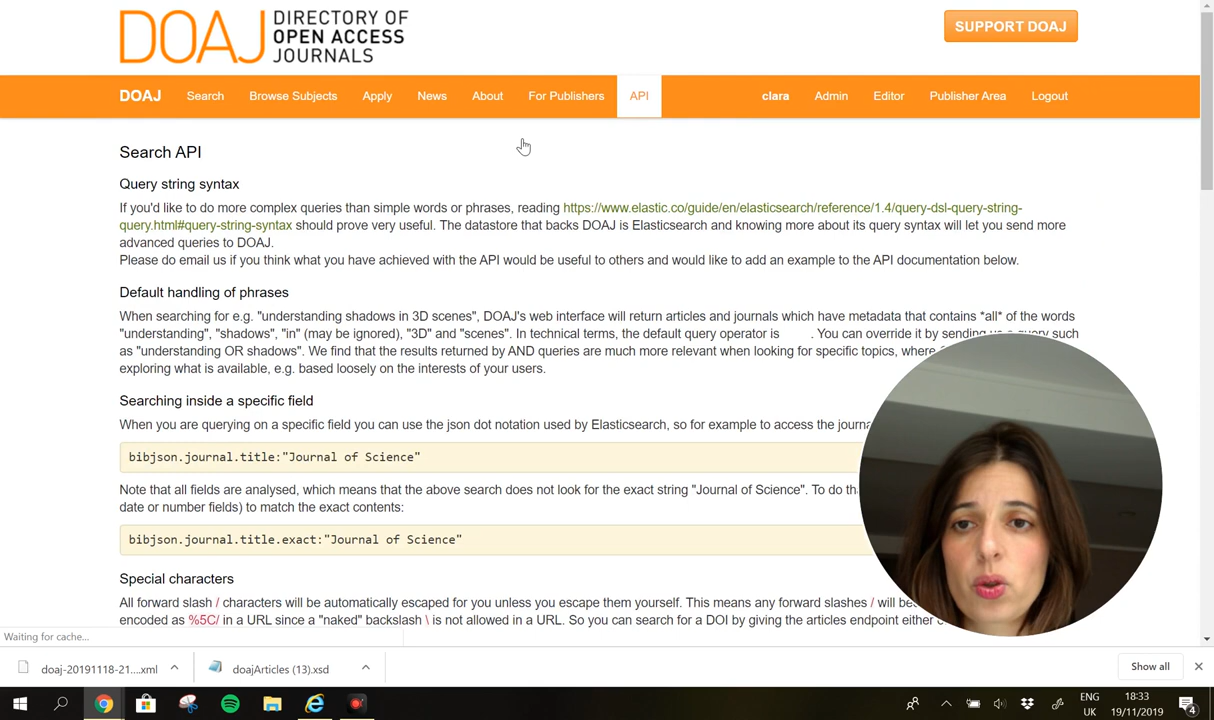 DOAJ
DIRECTORY OF
OPEN ACCESS
JOURNALS
SUPPORT DOAJ
DOAJ Search Browse Subjects Apply News About For Publishers API clara Admin Editor Publisher Area Logout
Search API
Query string syntax
If you'd like to do more complex queries than simple words or phrases, reading https://www.elastic.co/guide/en/elasticsearch/reference/1.4/query-dsl-query-string-
query.html#query-string-syntax should prove very useful. The datastore that backs DOAJ is Elasticsearch and knowing more about its query syntax will let you send more
advanced queries to DOAJ.
Please do email us if you think what you have achieved with the API would be useful to others and would like to add an example to the API documentation below.
Default handling of phrases
When searching for e.g. "understanding shadows in 3D scenes", DOAJ's web interface will return articles and journals which have metadata that contains *all* of the words
"understanding", "shadows", "in" (may be ignored), "3D" and "scenes". In technical terms, the default query operator is . You can override it by sending us a query such
as "understanding OR shadows". We find that the results returned by AND queries are much more relevant when looking for specific topics, where
exploring what is available, e.g. based loosely on the interests of your users.
Searching inside a specific field
When you are querying on a specific field you can use the json dot notation used by Elasticsearch, so for example to access the journa
bibjson.journal.title:"Journal of Science"
Note that all fields are analysed, which means that the above search does not look for the exact string "Journal of Science". To do tha
date or number fields) to match the exact contents:
bibjson.journal.title.exact:"Journal of Science"
Special characters
All forward slash / characters will be automatically escaped for you unless you escape them yourself. This means any forward slashes / will be
encoded as %5C/ in a URL since a "naked" backslash \ is not allowed in a URL. So you can search for a DOI by giving the articles endpoint either
Waiting for cache...
doaj-20191118-21....xml
doajArticles (13).xsd
Show all
ENG
UK
18:33
19/11/2019
4